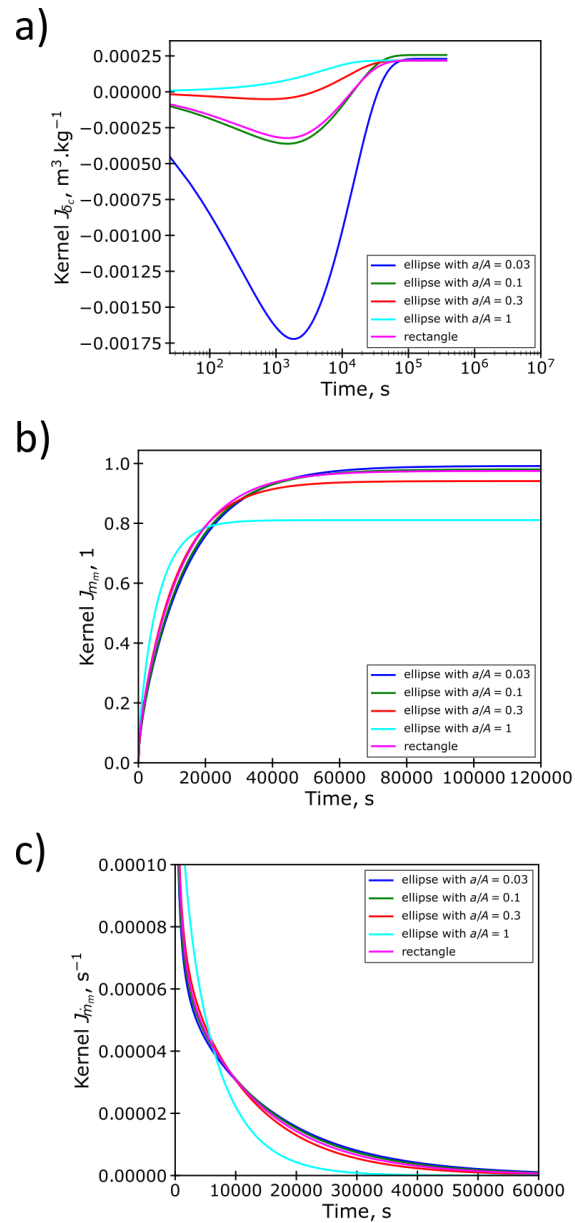 a)
0.00025
0.00000
−0.00025
−0.00050
−0.00075
−0.00100
−0.00125
−0.00150
−0.00175
Kernel 𝒥δc, m³.kg⁻¹
ellipse with a/A = 0.03
ellipse with a/A = 0.1
ellipse with a/A = 0.3
ellipse with a/A = 1
rectangle
10² 10³ 10⁴ 10⁵ 10⁶ 10⁷
Time, s
b)
1.0
0.8
0.6
0.4
0.2
0.0
Kernel 𝒥mₘ, 1
ellipse with a/A = 0.03
ellipse with a/A = 0.1
ellipse with a/A = 0.3
ellipse with a/A = 1
rectangle
0 20000 40000 60000 80000 100000 120000
Time, s
c)
0.00010
0.00008
0.00006
0.00004
0.00002
0.00000
Kernel 𝒥ṁₘ, s⁻¹
ellipse with a/A = 0.03
ellipse with a/A = 0.1
ellipse with a/A = 0.3
ellipse with a/A = 1
rectangle
0 10000 20000 30000 40000 50000 60000
Time, s